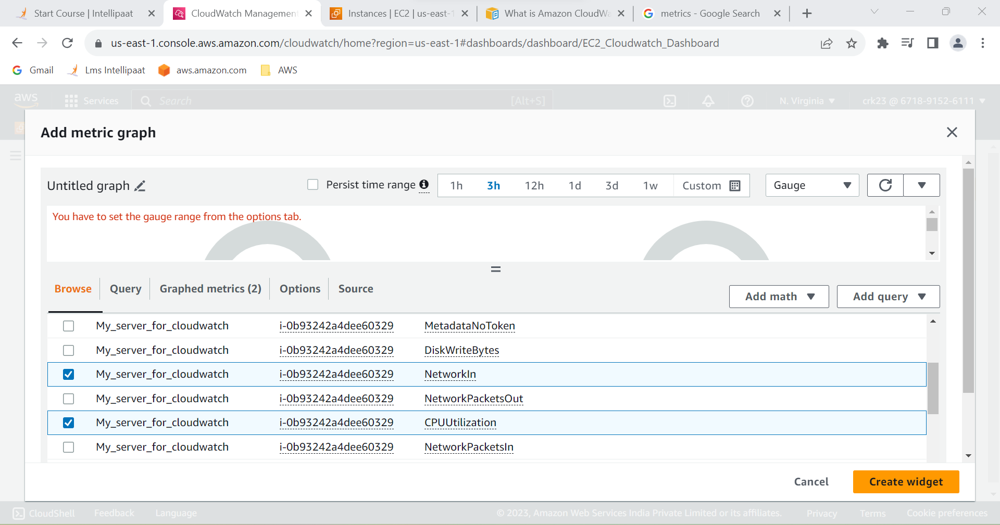 Start Course | Intellipaat
CloudWatch Management
Instances | EC2 | us-east-1
What is Amazon CloudWa
metrics - Google Search
us-east-1.console.aws.amazon.com/cloudwatch/home?region=us-east-1#dashboards/dashboard/EC2_Cloudwatch_Dashboard
Gmail Lms Intellipaat aws.amazon.com AWS
aws Services Search [Alt+S] N. Virginia crk23 @ 6718-9152-6111
Add metric graph
Untitled graph Persist time range 1h 3h 12h 1d 3d 1w Custom Gauge
You have to set the gauge range from the options tab.
Browse Query Graphed metrics (2) Options Source Add math Add query
My_server_for_cloudwatch i-0b93242a4dee60329 MetadataNoToken
My_server_for_cloudwatch i-0b93242a4dee60329 DiskWriteBytes
My_server_for_cloudwatch i-0b93242a4dee60329 NetworkIn
My_server_for_cloudwatch i-0b93242a4dee60329 NetworkPacketsOut
My_server_for_cloudwatch i-0b93242a4dee60329 CPUUtilization
My_server_for_cloudwatch i-0b93242a4dee60329 NetworkPacketsIn
Cancel Create widget
CloudShell Feedback Language © 2023, Amazon Web Services India Private Limited or its affiliates. Privacy Terms Cookie preferences